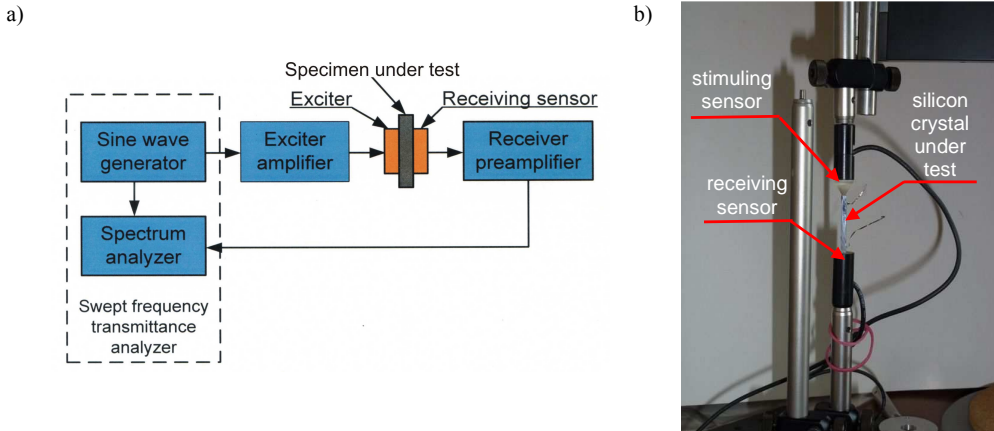 a)
Specimen under test
Exciter
Receiving sensor
Sine wave
generator
Exciter
amplifier
Receiver
preamplifier
Spectrum
analyzer
Swept frequency
transmittance
analyzer
b)
stimuling
sensor
silicon
crystal
under
test
receiving
sensor